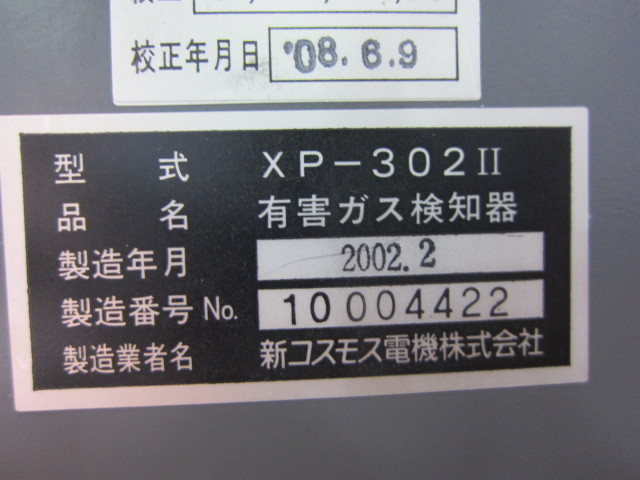 校正年月日 '08.6.9
型式 XP-302II
品名 有害ガス検知器
製造年月 2002.2
製造番号 No. 10004422
製造業者名 新コスモス電機株式会社